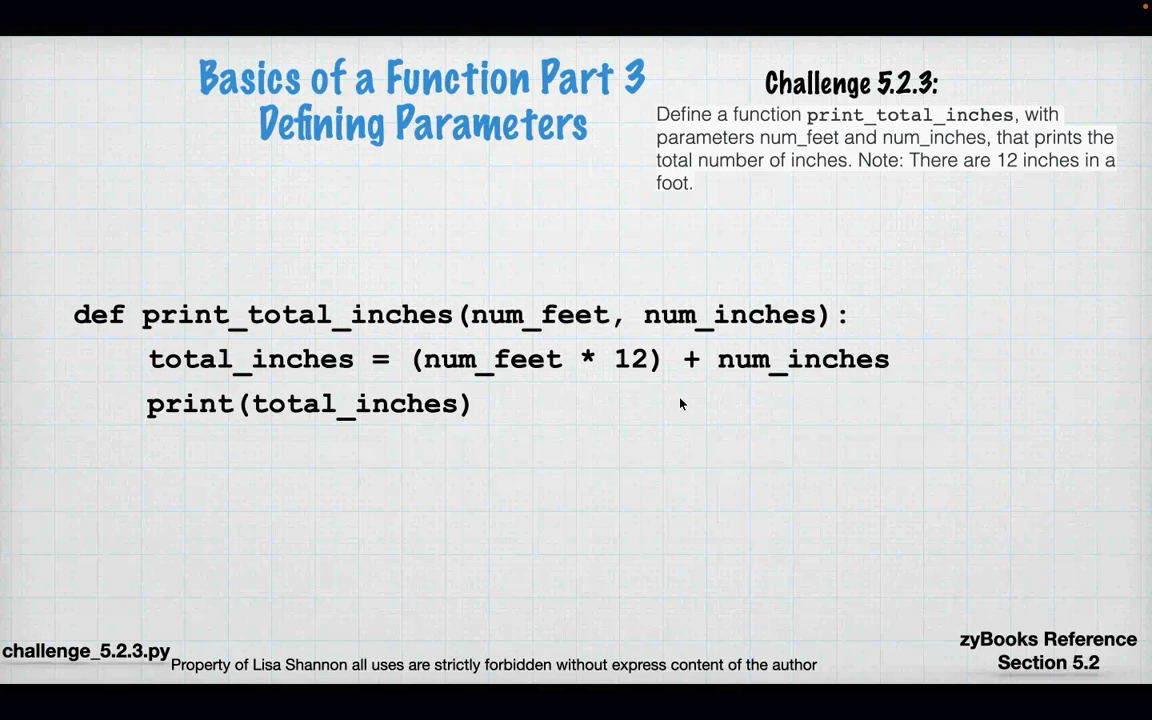 Basics of a Function Part 3
Defining Parameters
Challenge 5.2.3:
Define a function print_total_inches, with
parameters num_feet and num_inches, that prints the
total number of inches. Note: There are 12 inches in a
foot.
def print_total_inches(num_feet, num_inches):
    total_inches = (num_feet * 12) + num_inches
    print(total_inches)
challenge_5.2.3.py
Property of Lisa Shannon all uses are strictly forbidden without express content of the author
zyBooks Reference
Section 5.2